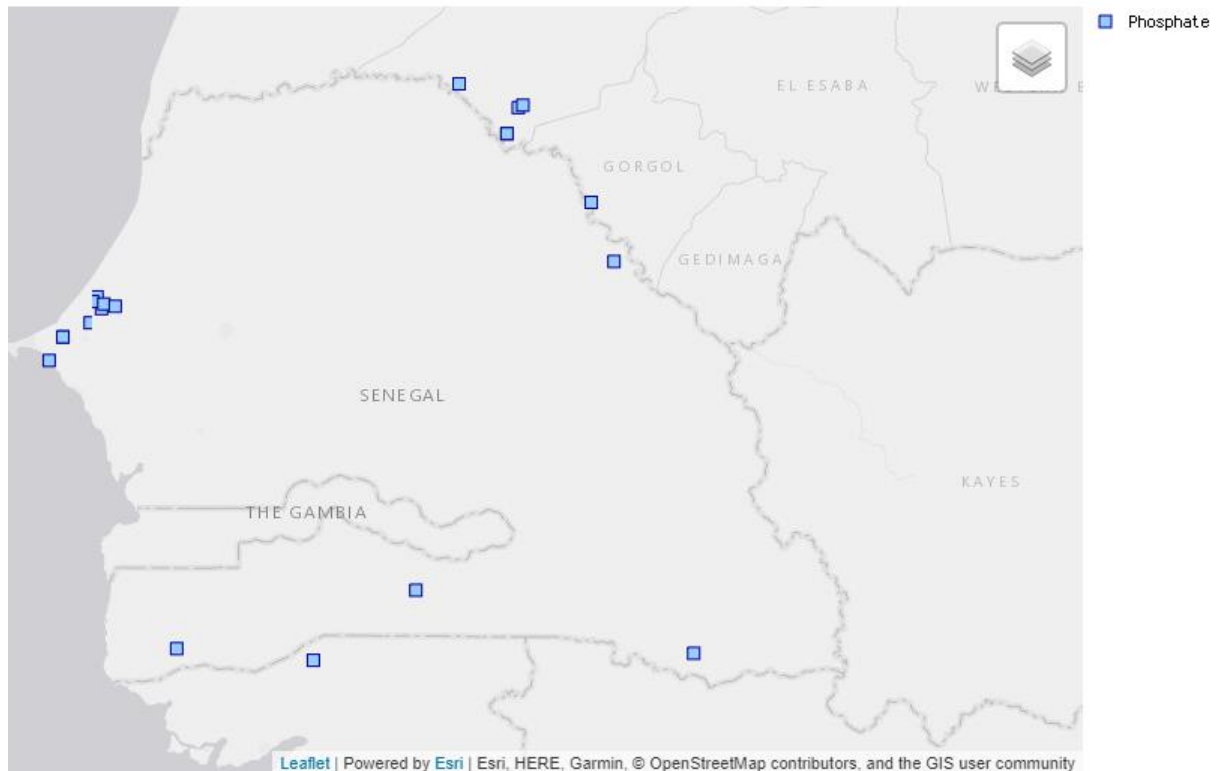 Phosphate
EL ESABA
GORGOL
GEDIMAGA
SENEGAL
KAYES
THE GAMBIA
Leaflet | Powered by Esri | Esri, HERE, Garmin, © OpenStreetMap contributors, and the GIS user community